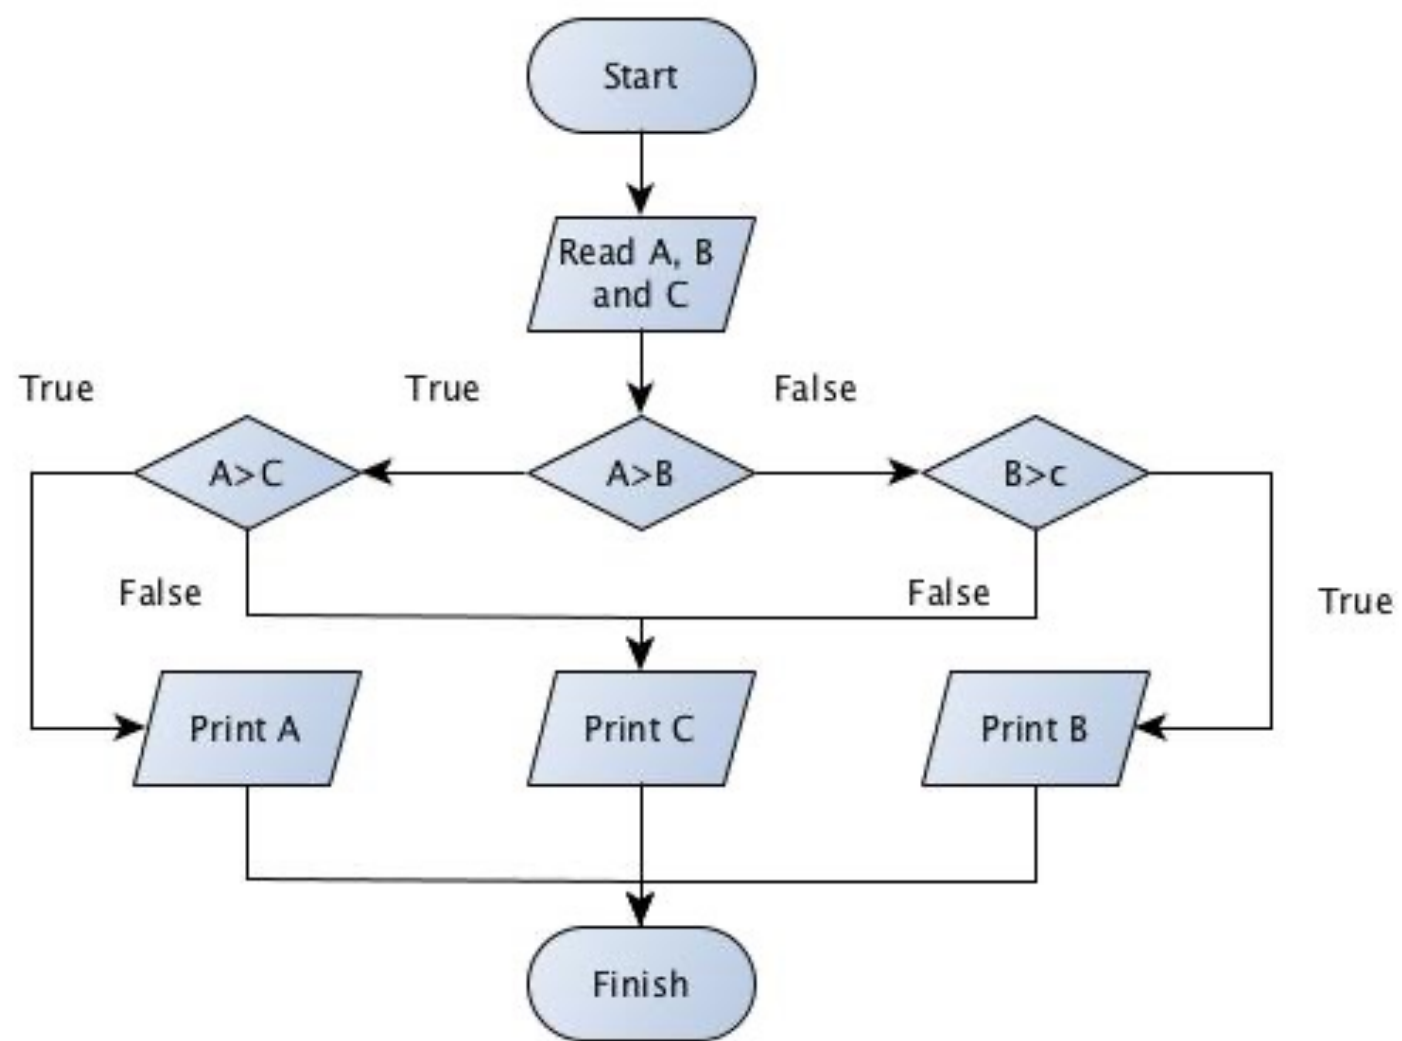 Start
Read A, B
and C
True
True
False
A>C
A>B
B>c
False
False
True
Print A
Print C
Print B
Finish